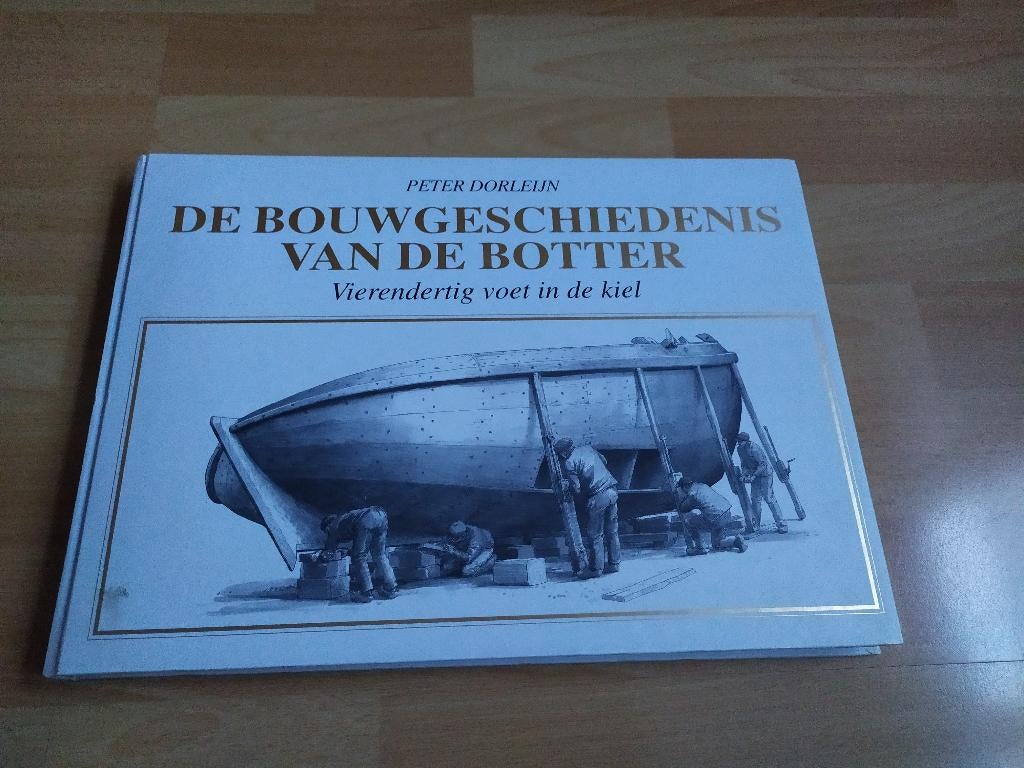 PETER DORLEIJN
DE BOUWGESCHIEDENIS
VAN DE BOTTER
Vierendertig voet in de kiel